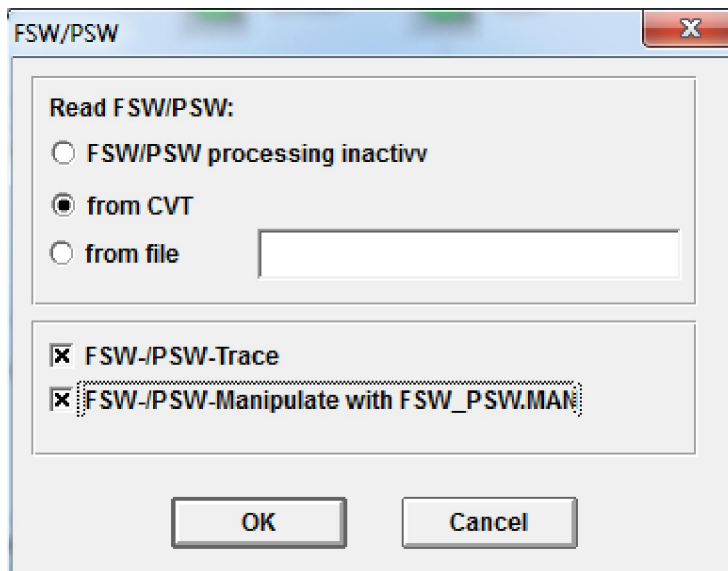 FSW/PSW
Read FSW/PSW:
FSW/PSW processing inactivv
from CVT
from file
FSW-/PSW-Trace
FSW-/PSW-Manipulate with FSW_PSW.MAN
OK
Cancel